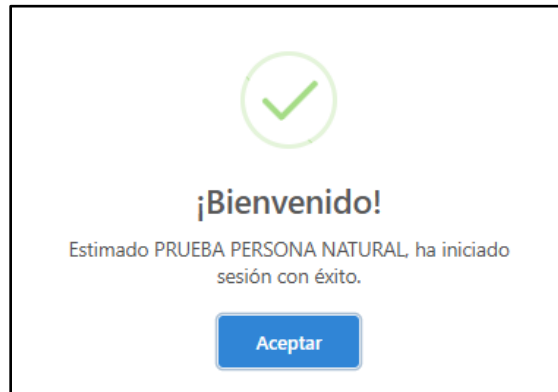 ¡Bienvenido!
Estimado PRUEBA PERSONA NATURAL, ha iniciado
sesión con éxito.
Aceptar